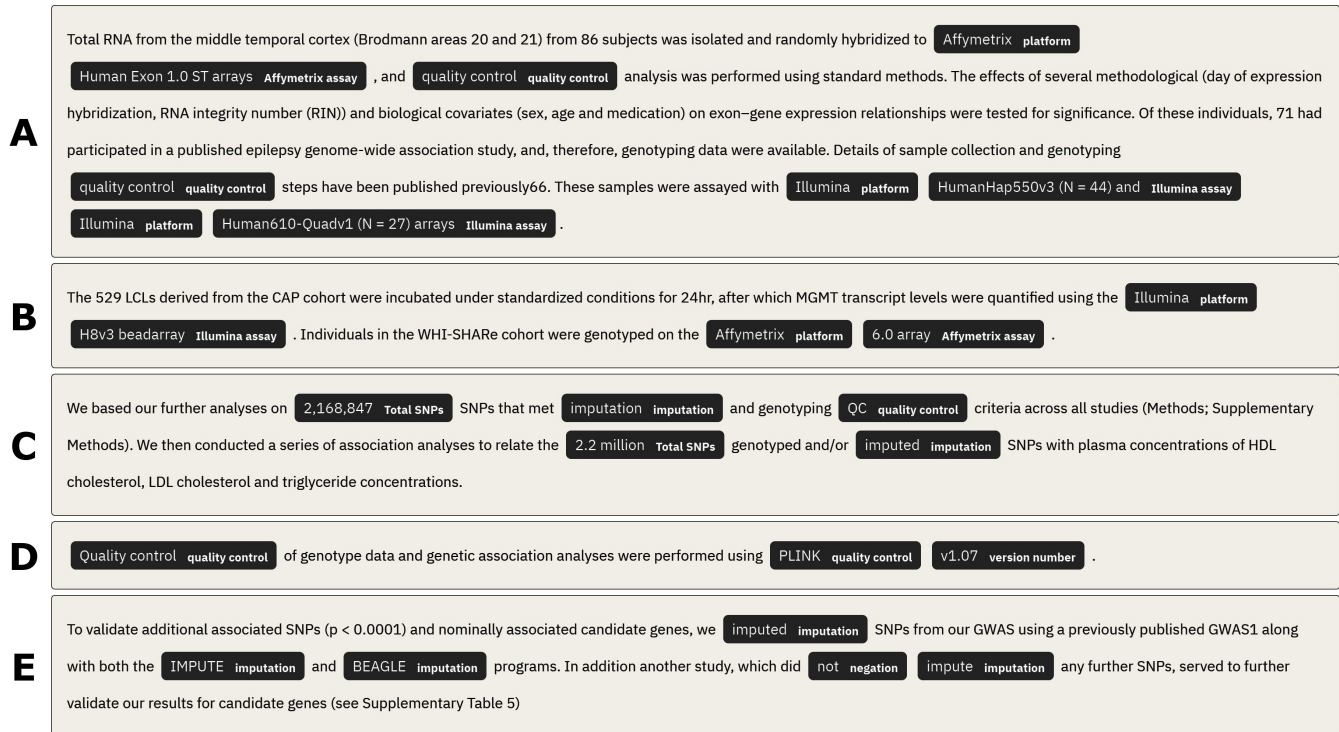 A
Total RNA from the middle temporal cortex (Brodmann areas 20 and 21) from 86 subjects was isolated and randomly hybridized to Affymetrix platform
Human Exon 1.0 ST arrays Affymetrix assay , and quality control quality control analysis was performed using standard methods. The effects of several methodological (day of expression
hybridization, RNA integrity number (RIN)) and biological covariates (sex, age and medication) on exon–gene expression relationships were tested for significance. Of these individuals, 71 had
participated in a published epilepsy genome-wide association study, and, therefore, genotyping data were available. Details of sample collection and genotyping
quality control quality control steps have been published previously66. These samples were assayed with Illumina platform HumanHap550v3 (N = 44) and Illumina assay
Illumina platform Human610-Quadv1 (N = 27) arrays Illumina assay .
B
The 529 LCLs derived from the CAP cohort were incubated under standardized conditions for 24hr, after which MGMT transcript levels were quantified using the Illumina platform
H8v3 beadarray Illumina assay . Individuals in the WHI-SHARe cohort were genotyped on the Affymetrix platform 6.0 array Affymetrix assay .
C
We based our further analyses on 2,168,847 Total SNPs SNPs that met imputation imputation and genotyping QC quality control criteria across all studies (Methods; Supplementary
Methods). We then conducted a series of association analyses to relate the 2.2 million Total SNPs genotyped and/or imputed imputation SNPs with plasma concentrations of HDL
cholesterol, LDL cholesterol and triglyceride concentrations.
D
Quality control quality control of genotype data and genetic association analyses were performed using PLINK quality control v1.07 version number .
E
To validate additional associated SNPs (p < 0.0001) and nominally associated candidate genes, we imputed imputation SNPs from our GWAS using a previously published GWAS1 along
with both the IMPUTE imputation and BEAGLE imputation programs. In addition another study, which did not negation impute imputation any further SNPs, served to further
validate our results for candidate genes (see Supplementary Table 5)